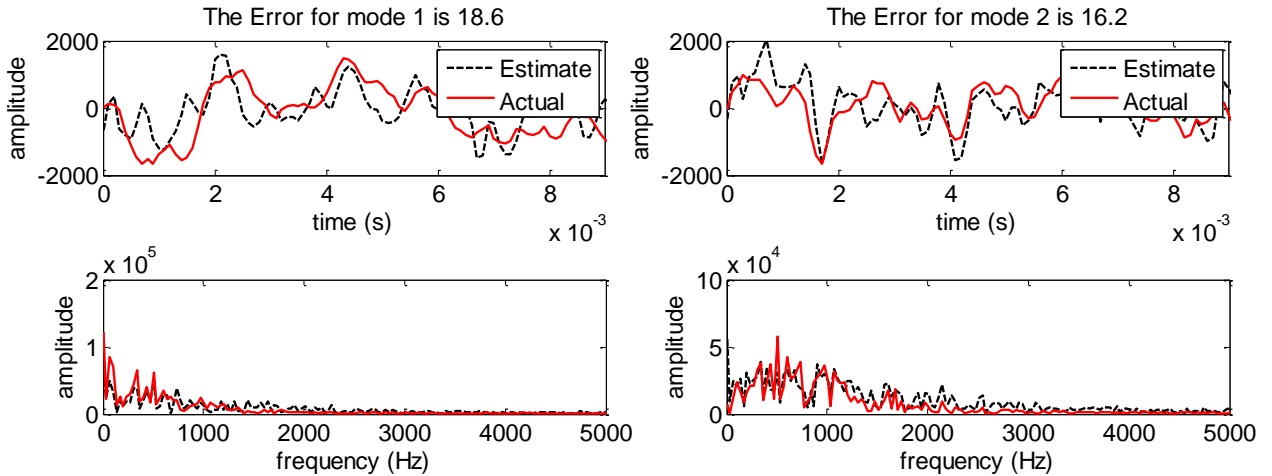 The Error for mode 1 is 18.6
2000
0
-2000
amplitude
Estimate
Actual
0 2 4 6 8
time (s)
x 10^-3
The Error for mode 2 is 16.2
2000
0
-2000
amplitude
Estimate
Actual
0 2 4 6 8
time (s)
x 10^-3
x 10^5
2
1
0
amplitude
0 1000 2000 3000 4000 5000
frequency (Hz)
x 10^4
10
5
0
amplitude
0 1000 2000 3000 4000 5000
frequency (Hz)